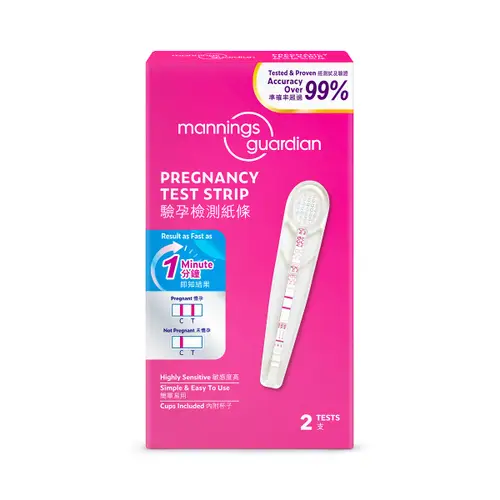 Tested & Proven 經測試及驗證
Accuracy
Over
準確率超過
99%
mannings
guardian
PREGNANCY
TEST STRIP
驗孕檢測紙條
Result as Fast as
1 Minute
分鐘
即知結果
Pregnant 懷孕
C T
Not Pregnant 未懷孕
C T
Highly Sensitive 敏感度高
Simple & Easy To Use
簡單易用
Cups Included 內附杯子
2 TESTS
支